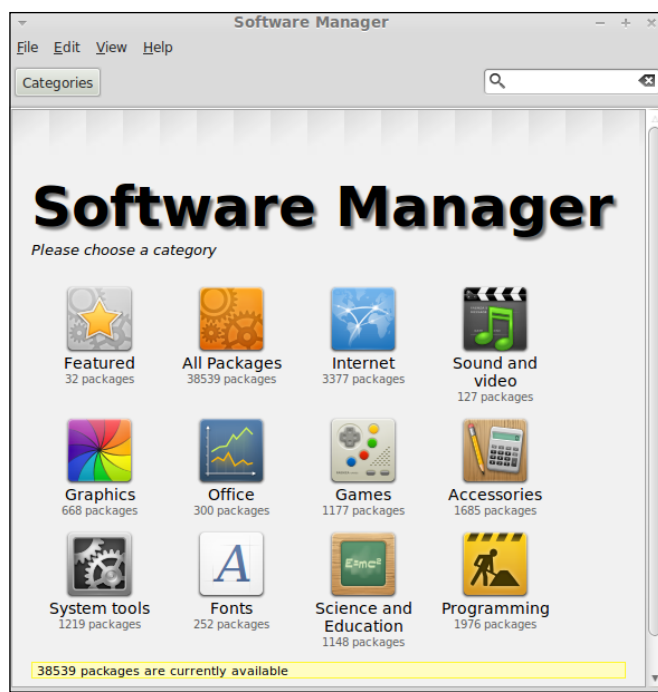 Software Manager
File Edit View Help
Categories
Software Manager
Please choose a category
Featured
32 packages
All Packages
38539 packages
Internet
3377 packages
Sound and
video
127 packages
Graphics
668 packages
Office
300 packages
Games
1177 packages
Accessories
1685 packages
System tools
1219 packages
A
Fonts
252 packages
E=mc²
Science and
Education
1148 packages
Programming
1976 packages
38539 packages are currently available